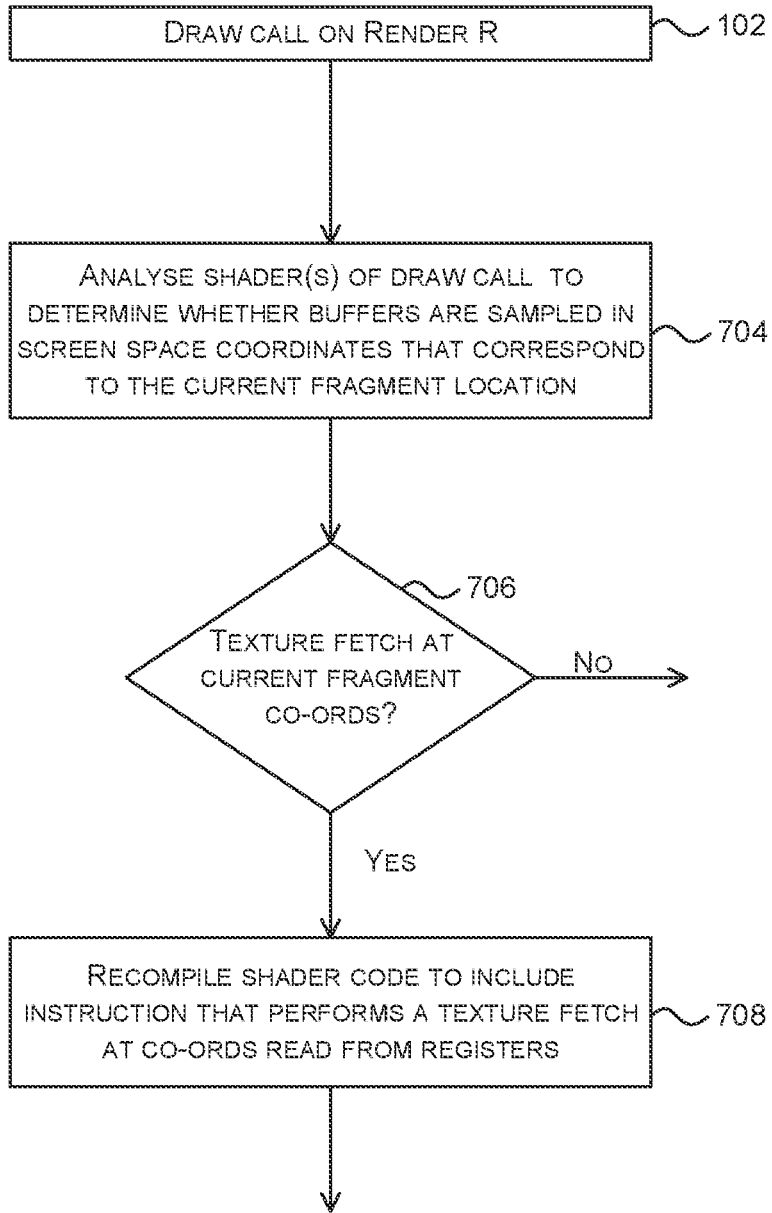 DRAW CALL ON RENDER R
102
ANALYSE SHADER(S) OF DRAW CALL TO
DETERMINE WHETHER BUFFERS ARE SAMPLED IN
SCREEN SPACE COORDINATES THAT CORRESPOND
TO THE CURRENT FRAGMENT LOCATION
704
706
TEXTURE FETCH AT
CURRENT FRAGMENT
CO-ORDS?
NO
YES
RECOMPILE SHADER CODE TO INCLUDE
INSTRUCTION THAT PERFORMS A TEXTURE FETCH
AT CO-ORDS READ FROM REGISTERS
708